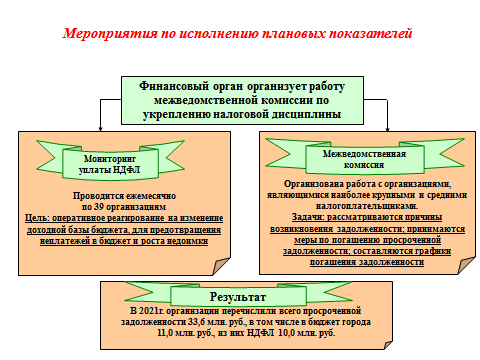 Мероприятия по исполнению плановых показателей
Финансовый орган организует работу
межведомственной комиссии по
укреплению налоговой дисциплины
Мониторинг
уплаты НДФЛ
Проводится ежемесячно
по 39 организациям
Цель: оперативное реагирование на изменение
доходной базы бюджета, для предотвращения
неплатежей в бюджет и роста недоимки
Межведомственная
комиссия
Организована работа с организациями,
являющимися наиболее крупными и средними
налогоплательщиками.
Задачи: рассматриваются причины
возникновения задолженности; принимаются
меры по погашению просроченной
задолженности; составляются графики
погашения задолженности
Результат
В 2021г. организации перечислили всего просроченной
задолженности 33,6 млн. руб., в том числе в бюджет города
11,0 млн. руб., из них НДФЛ 10,0 млн. руб.